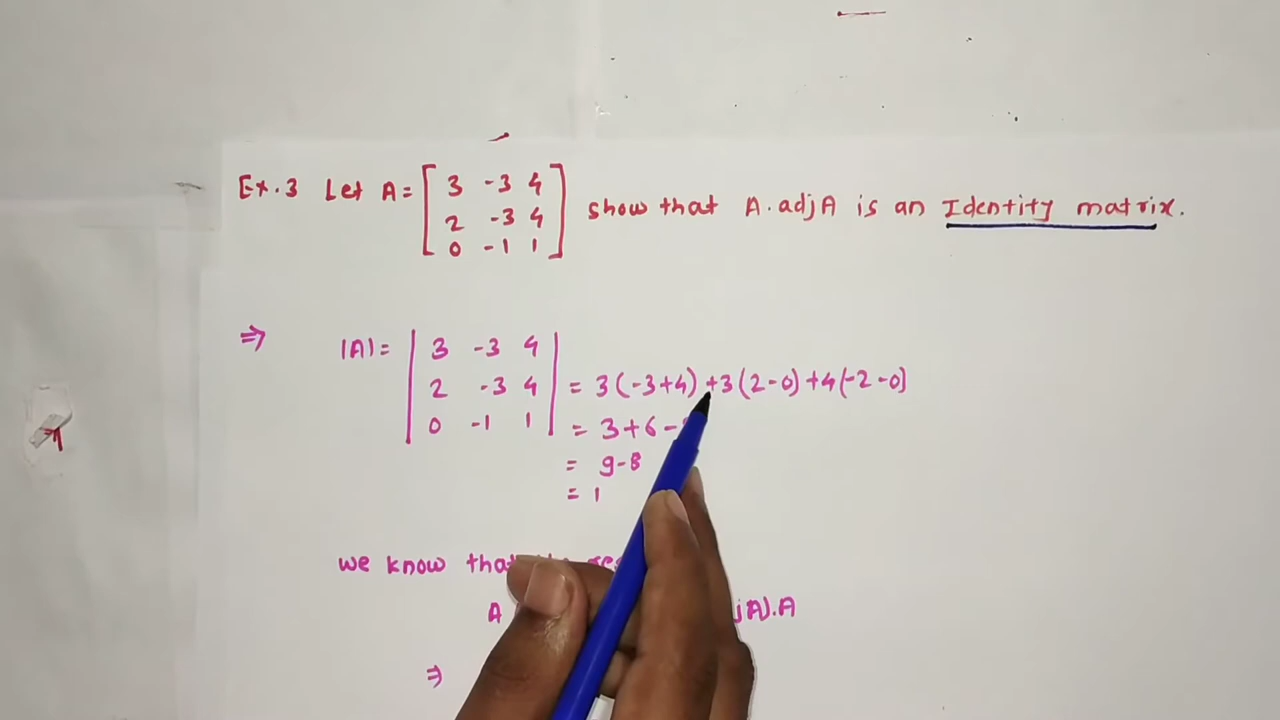 Ex.3 Let A = [ 3 -3 4 ] show that A.adjA is an Identity matrix.
2 -3 4
0 -1 1
⇒ |A| = | 3 -3 4 |
2 -3 4 = 3(-3+4) +3(2-0) +4(-2-0)
0 -1 1 = 3+6-
= 9-8
= 1
we know that
A jA).A
⇒